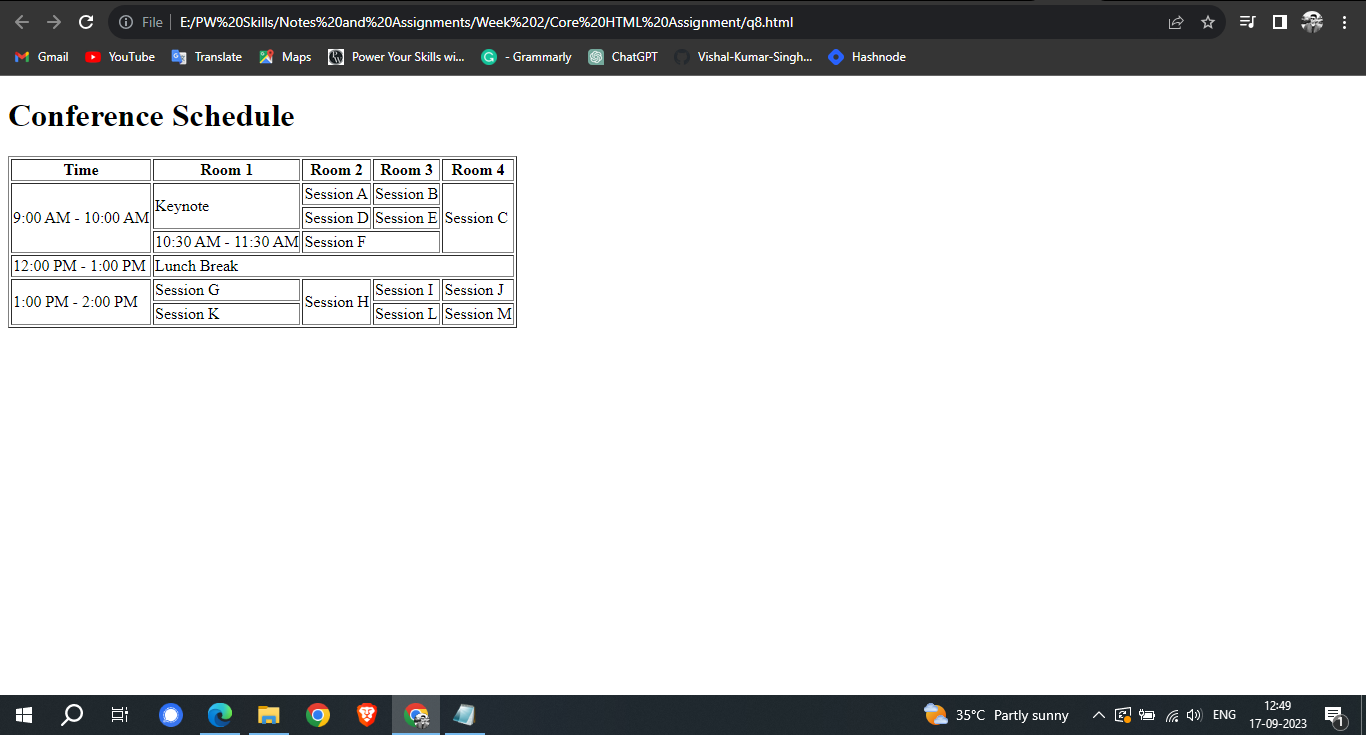 File E:/PW%20Skills/Notes%20and%20Assignments/Week%202/Core%20HTML%20Assignment/q8.html
Gmail YouTube Translate Maps Power Your Skills wi... - Grammarly ChatGPT Vishal-Kumar-Singh... Hashnode
Conference Schedule
Time Room 1 Room 2 Room 3 Room 4
9:00 AM - 10:00 AM Keynote Session A Session B Session C
Session D Session E
10:30 AM - 11:30 AM Session F
12:00 PM - 1:00 PM Lunch Break
1:00 PM - 2:00 PM Session G Session H Session I Session J
Session K Session L Session M
35°C Partly sunny ENG 12:49
17-09-2023 1